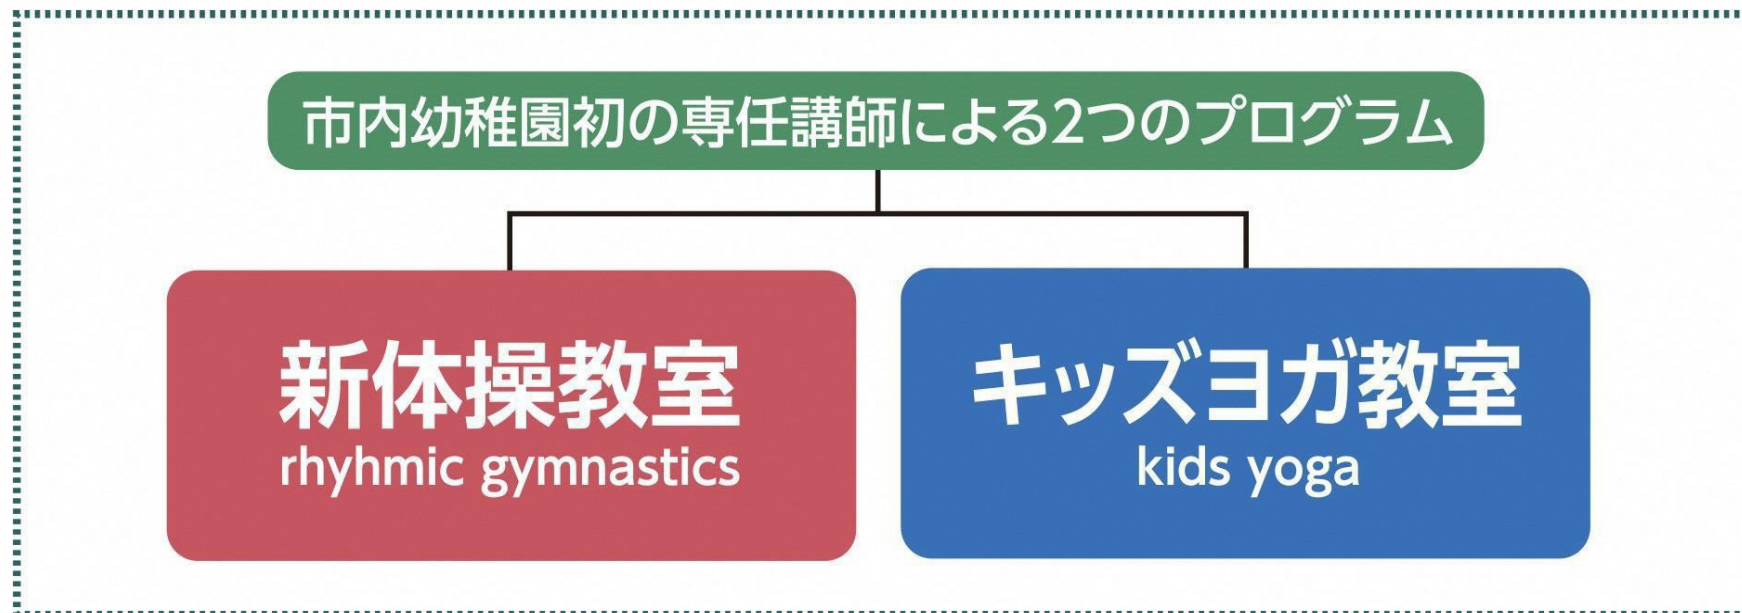 市内幼稚園初の専任講師による2つのプログラム
新体操教室
rhyhmic gymnastics
キッズヨガ教室
kids yoga